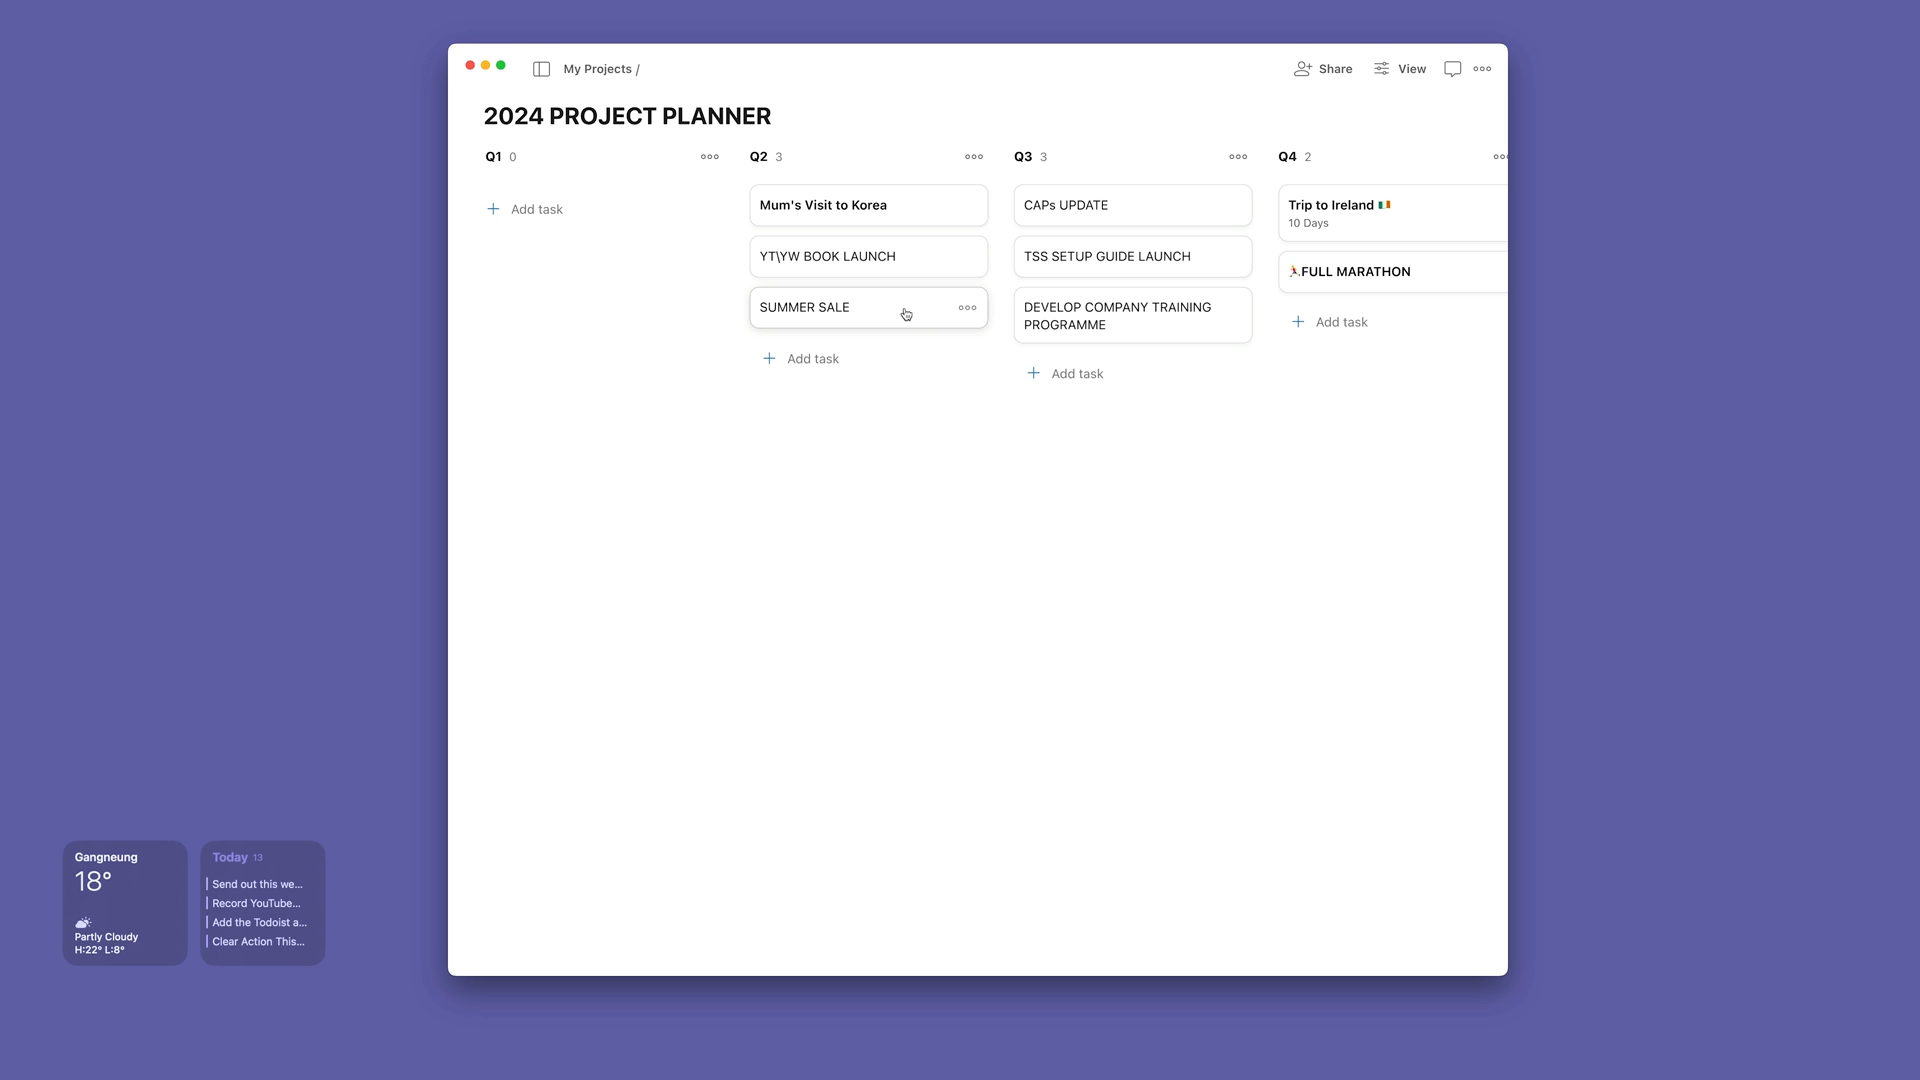 My Projects /
Share
View
2024 PROJECT PLANNER
Q1 0
Add task
Q2 3
Mum's Visit to Korea
YT\YW BOOK LAUNCH
SUMMER SALE
Add task
Q3 3
CAPs UPDATE
TSS SETUP GUIDE LAUNCH
DEVELOP COMPANY TRAINING
PROGRAMME
Add task
Q4 2
Trip to Ireland 🇮🇪
10 Days
🏃FULL MARATHON
Add task
Gangneung
18°
Partly Cloudy
H:22° L:8°
Today 13
Send out this we...
Record YouTube...
Add the Todoist a...
Clear Action This...